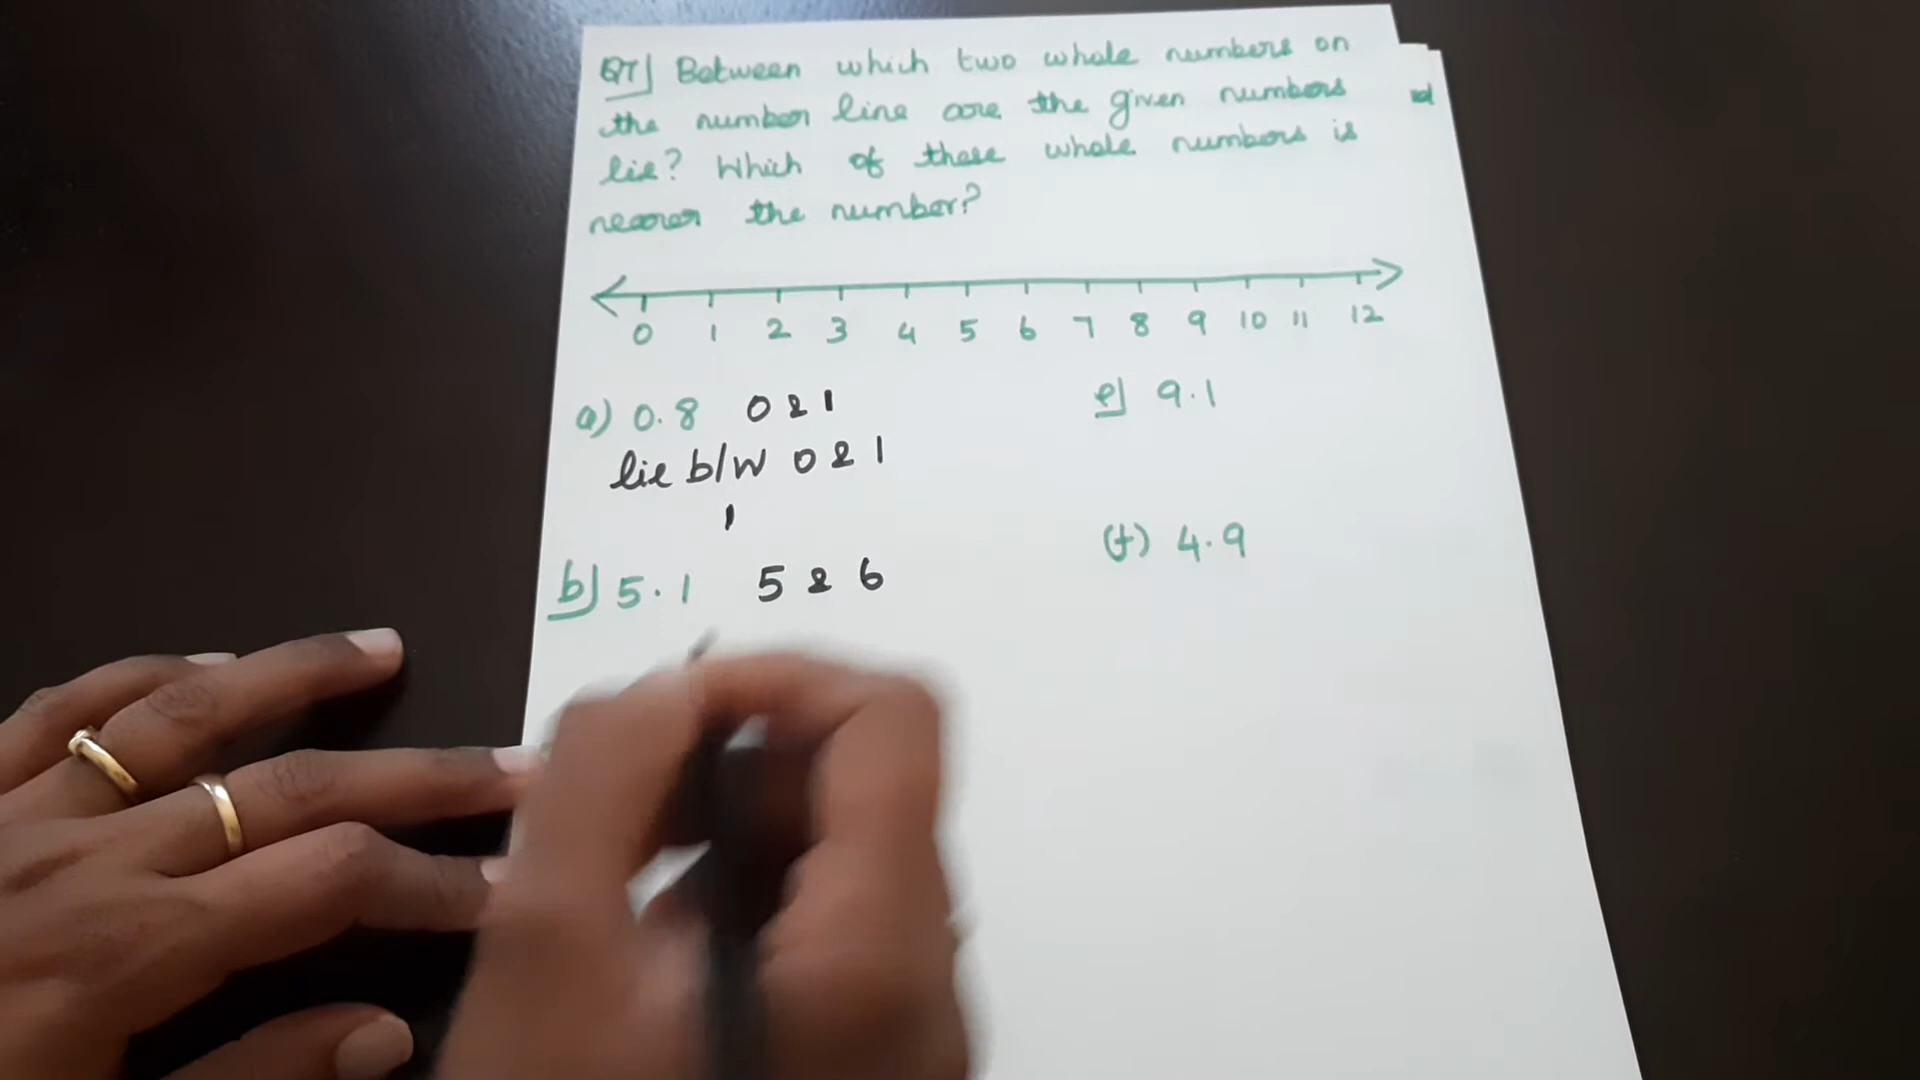 Q7] Between which two whole numbers on
the number line are the given numbers
lie? Which of these whole numbers is
nearer the number?
0 1 2 3 4 5 6 7 8 9 10 11 12
a) 0.8 0 & 1
lie b/w 0 & 1
1
b] 5.1 5 & 6
e] 9.1
(f) 4.9